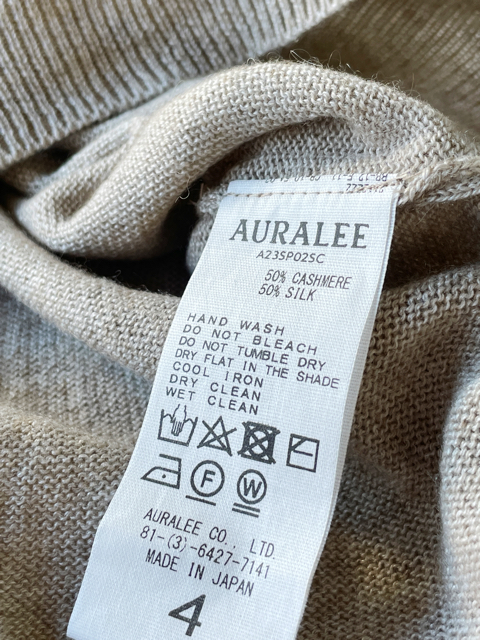 AURALEE
A23SP02SC
50% CASHMERE
50% SILK
HAND WASH
DO NOT BLEACH
DO NOT TUMBLE DRY
DRY FLAT IN THE SHADE
COOL IRON
DRY CLEAN
WET CLEAN
F W
AURALEE CO., LTD.
81-(3)-6427-7141
MADE IN JAPAN
4